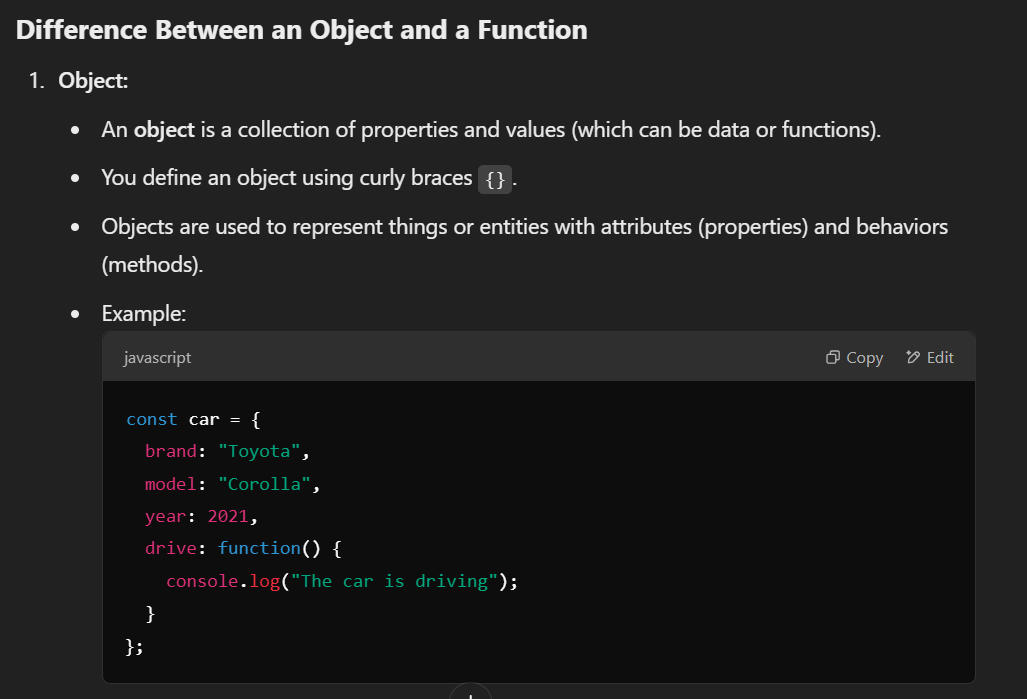 Difference Between an Object and a Function
1. Object:
• An object is a collection of properties and values (which can be data or functions).
• You define an object using curly braces {}.
• Objects are used to represent things or entities with attributes (properties) and behaviors
(methods).
• Example:
javascript Copy Edit
const car = {
  brand: "Toyota",
  model: "Corolla",
  year: 2021,
  drive: function() {
    console.log("The car is driving");
  }
};